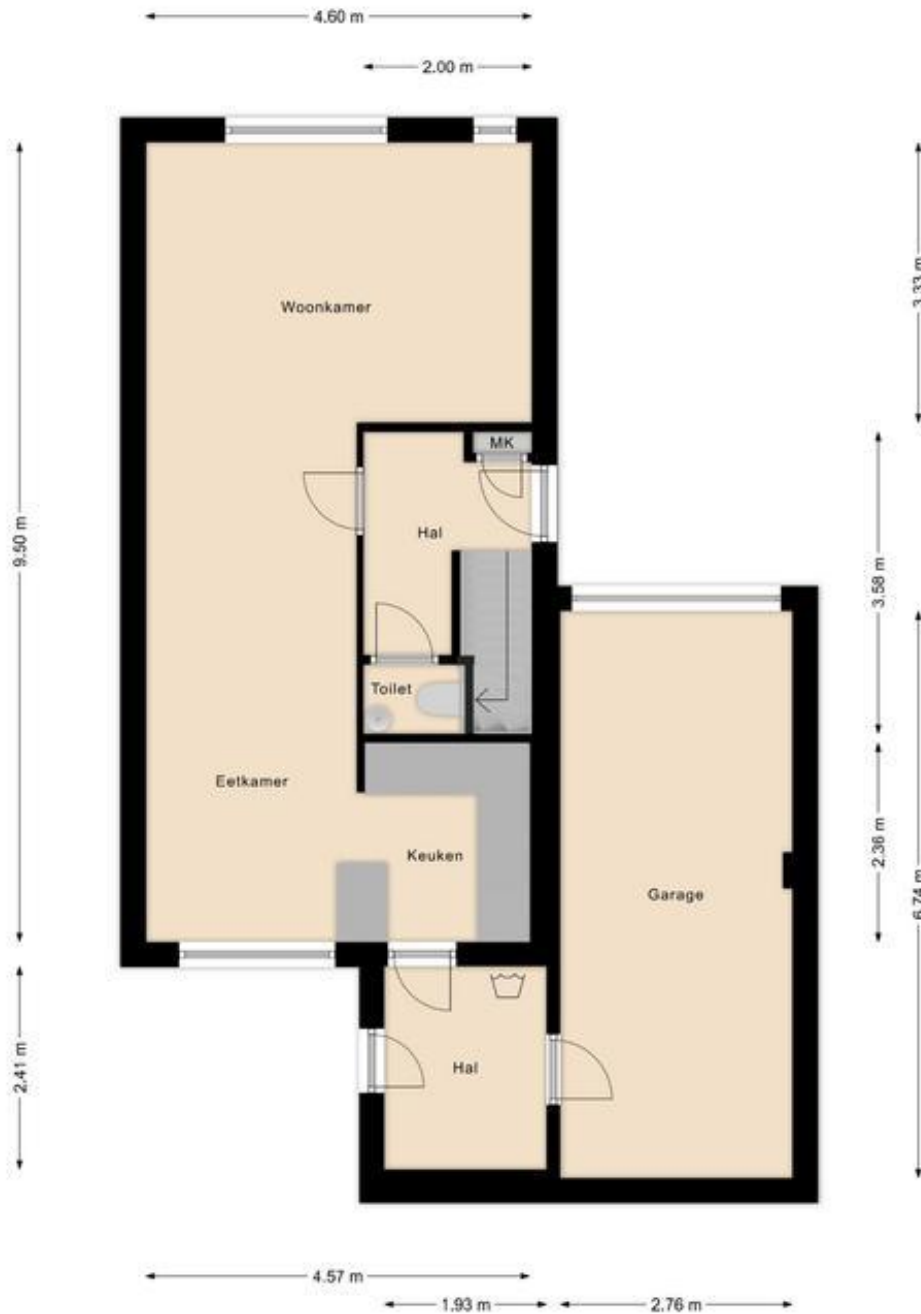 4.60 m
2.00 m
Woonkamer
3.33 m
MK
Hal
9.50 m
3.58 m
Toilet
Eetkamer
Keuken
2.36 m
Garage
6.74 m
Hal
2.41 m
4.57 m
1.93 m
2.76 m